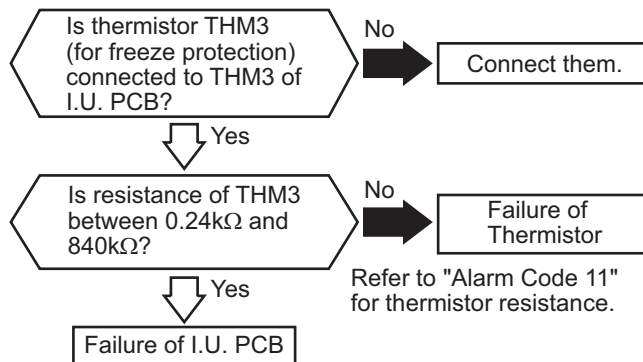 Is thermistor THM3
(for freeze protection)
connected to THM3 of
I.U. PCB?
No
Connect them.
Yes
Is resistance of THM3
between 0.24kΩ and
840kΩ?
No
Failure of
Thermistor
Refer to "Alarm Code 11"
for thermistor resistance.
Yes
Failure of I.U. PCB